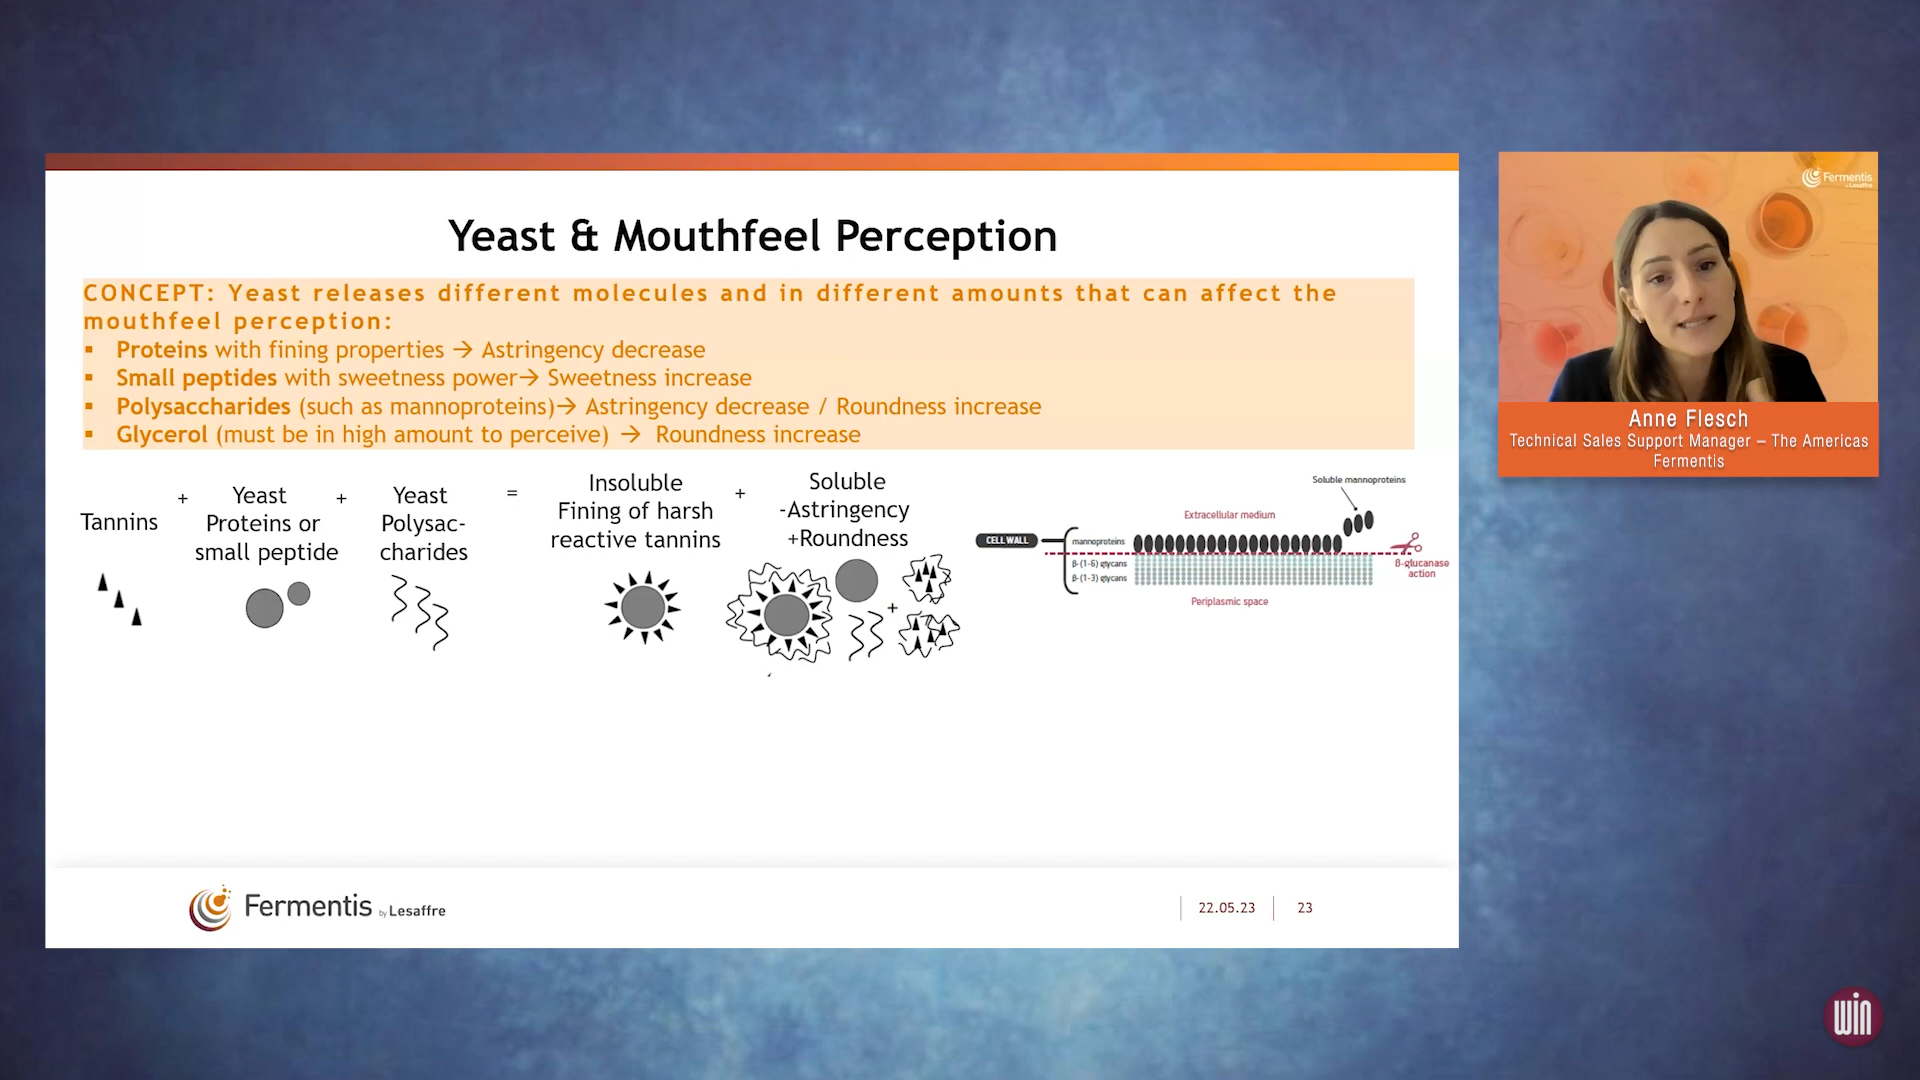 Yeast & Mouthfeel Perception
CONCEPT: Yeast releases different molecules and in different amounts that can affect the
mouthfeel perception:
▪ Proteins with fining properties → Astringency decrease
▪ Small peptides with sweetness power→ Sweetness increase
▪ Polysaccharides (such as mannoproteins)→ Astringency decrease / Roundness increase
▪ Glycerol (must be in high amount to perceive) → Roundness increase
Tannins
+
Yeast
Proteins or
small peptide
+
Yeast
Polysac-
charides
=
Insoluble
Fining of harsh
reactive tannins
+
Soluble
-Astringency
+Roundness
+
Soluble mannoproteins
Extracellular medium
CELL WALL
mannoproteins
β-(1-6) glycans
β-(1-3) glycans
ß-glucanase
action
Periplasmic space
Fermentis by Lesaffre
22.05.23
23
Fermentis
by Lesaffre
Anne Flesch
Technical Sales Support Manager – The Americas
Fermentis
win